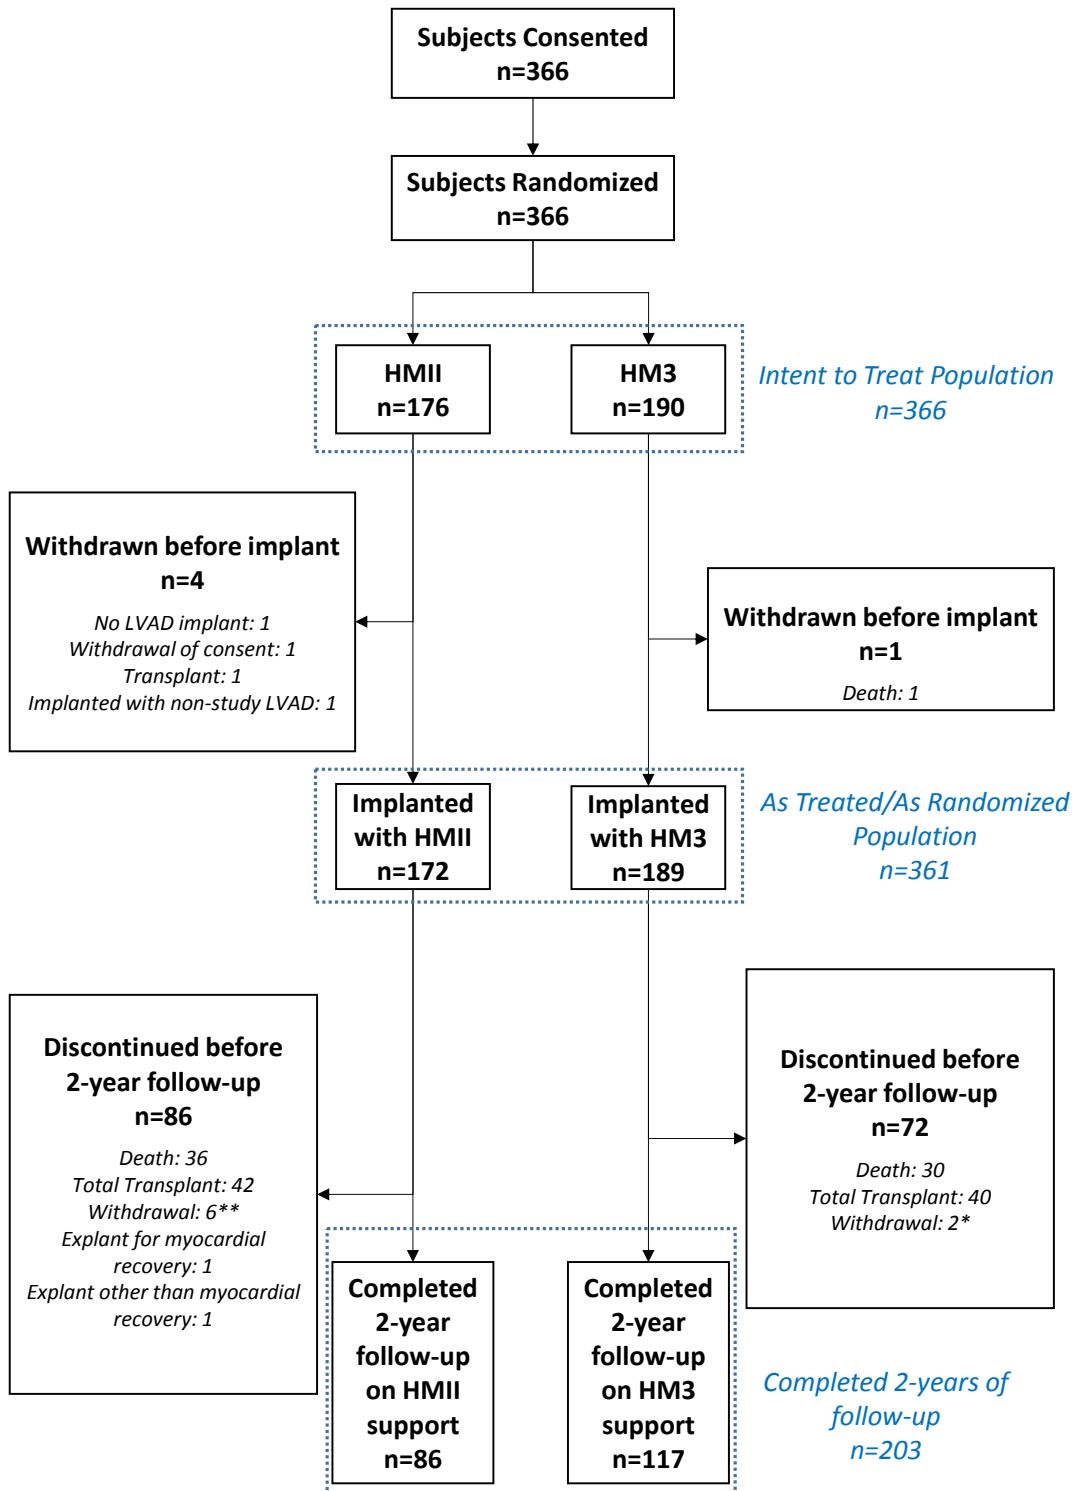 Subjects Consented
n=366
Subjects Randomized
n=366
HMII
n=176
HM3
n=190
Intent to Treat Population
n=366
Withdrawn before implant
n=4
No LVAD implant: 1
Withdrawal of consent: 1
Transplant: 1
Implanted with non-study LVAD: 1
Withdrawn before implant
n=1
Death: 1
Implanted
with HMII
n=172
Implanted
with HM3
n=189
As Treated/As Randomized
Population
n=361
Discontinued before
2-year follow-up
n=86
Death: 36
Total Transplant: 42
Withdrawal: 6**
Explant for myocardial
recovery: 1
Explant other than myocardial
recovery: 1
Discontinued before
2-year follow-up
n=72
Death: 30
Total Transplant: 40
Withdrawal: 2*
Completed
2-year
follow-up
on HMII
support
n=86
Completed
2-year
follow-up
on HM3
support
n=117
Completed 2-years of
follow-up
n=203